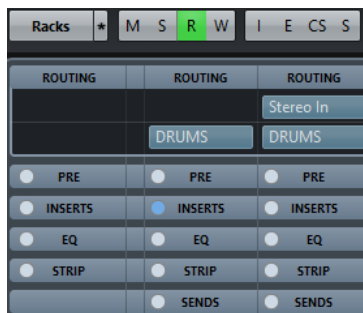 Racks * M S R W I E CS S
ROUTING ROUTING ROUTING
Stereo In
DRUMS DRUMS
PRE PRE PRE
INSERTS INSERTS INSERTS
EQ EQ EQ
STRIP STRIP STRIP
SENDS SENDS